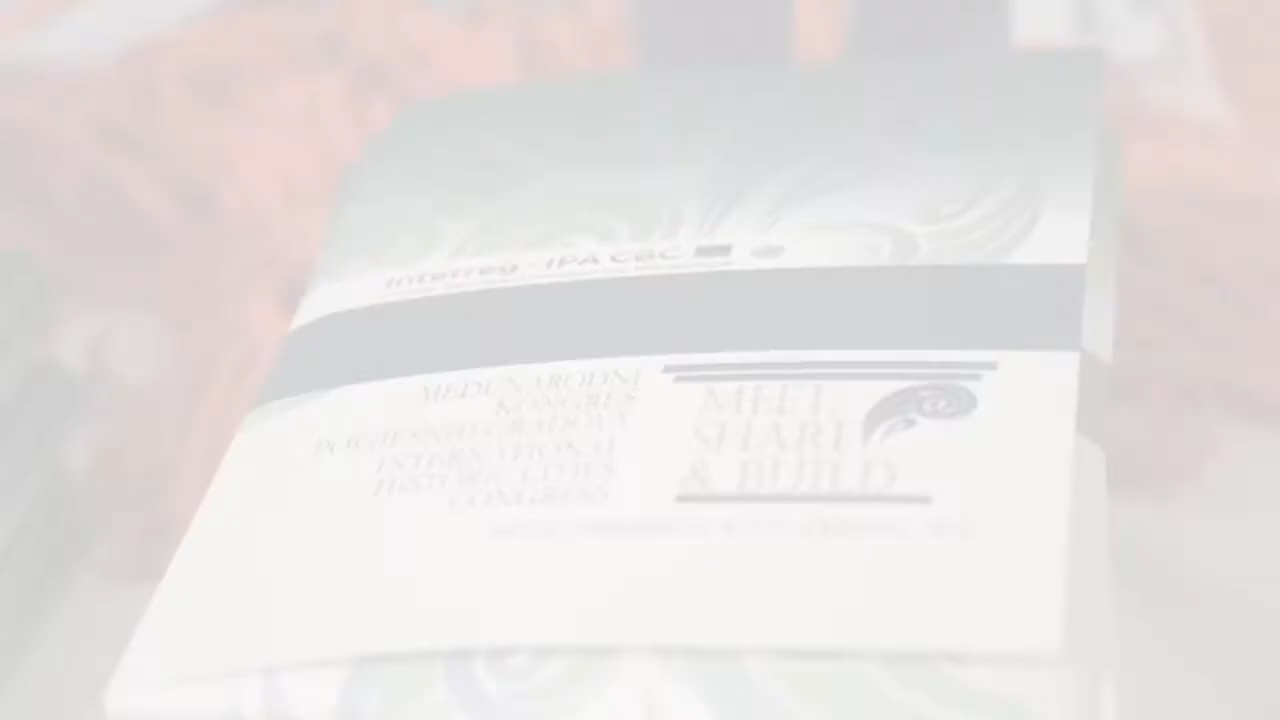 Interreg - IPA CBC
MEĐUNARODNI
KONGRES
POVIJESNIH GRADOVA
INTERNATIONAL
HISTORIC CITIES
CONGRESS
MEET,
SHARE
& BUILD